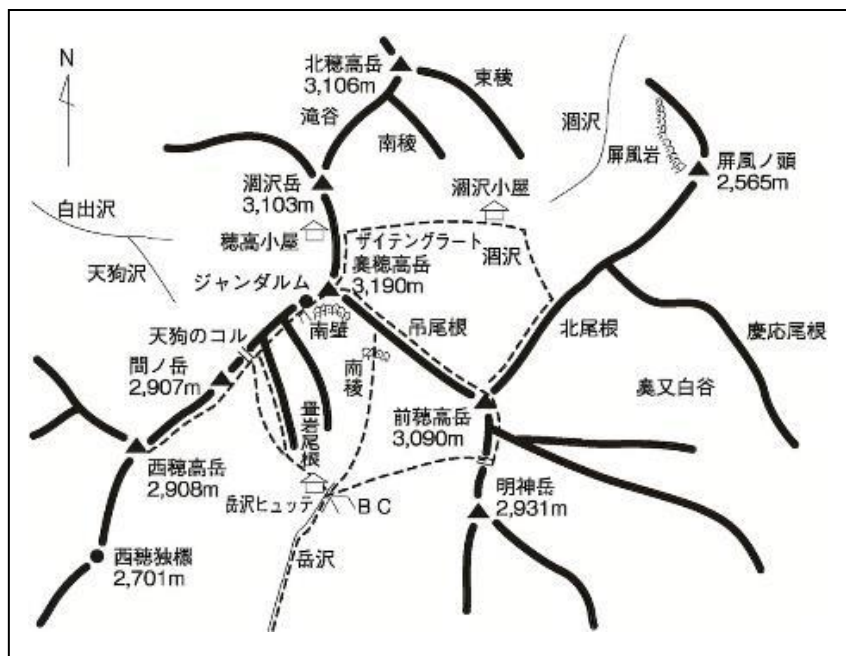 N
北穂高岳
3,106m
東稜
滝谷
南稜
涸沢
屏風岩
屏風ノ頭
2,565m
涸沢岳
3,103m
涸沢小屋
白出沢
穂高小屋
ザイテングラート
涸沢
天狗沢
ジャンダルム
奥穂高岳
3,190m
天狗のコル
南壁
吊尾根
北尾根
慶応尾根
間ノ岳
2,907m
南稜
奥又白谷
畳岩尾根
前穂高岳
3,090m
西穂高岳
2,908m
岳沢ヒュッテ
BC
明神岳
2,931m
西穂独標
2,701m
岳沢